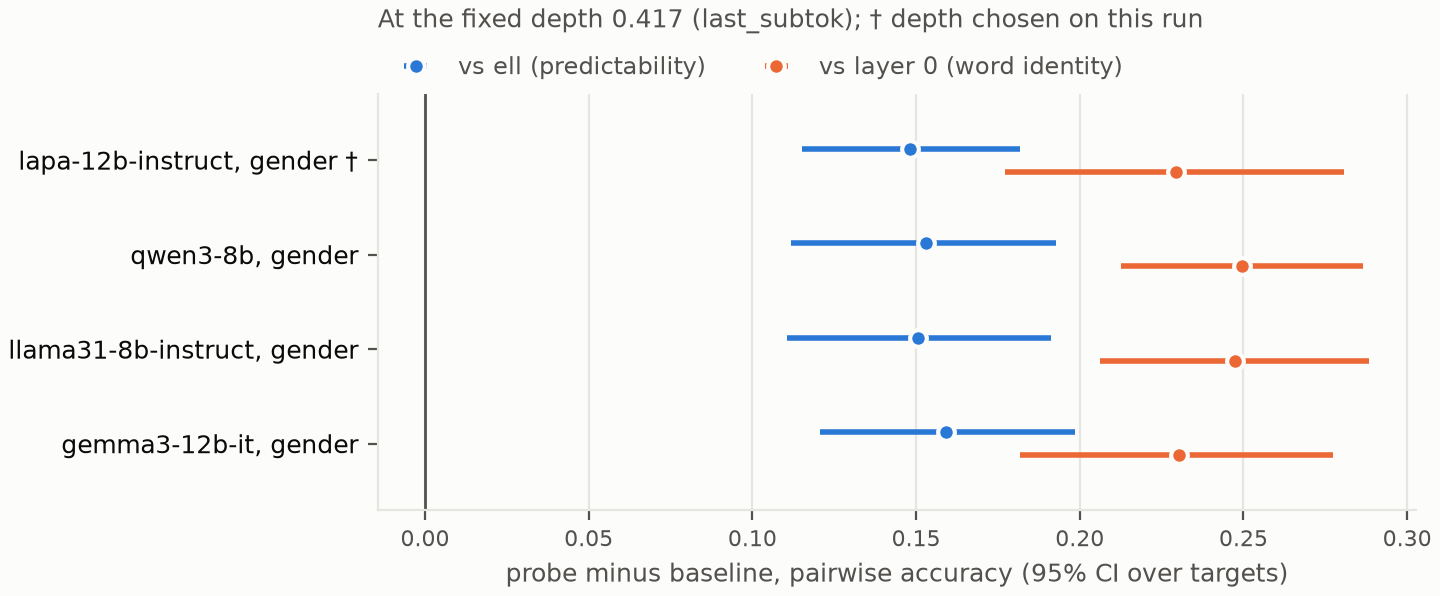 At the fixed depth 0.417 (last_subtok); † depth chosen on this run
vs ell (predictability)
vs layer 0 (word identity)
lapa-12b-instruct, gender †
qwen3-8b, gender
llama31-8b-instruct, gender
gemma3-12b-it, gender
0.00 0.05 0.10 0.15 0.20 0.25 0.30
probe minus baseline, pairwise accuracy (95% CI over targets)